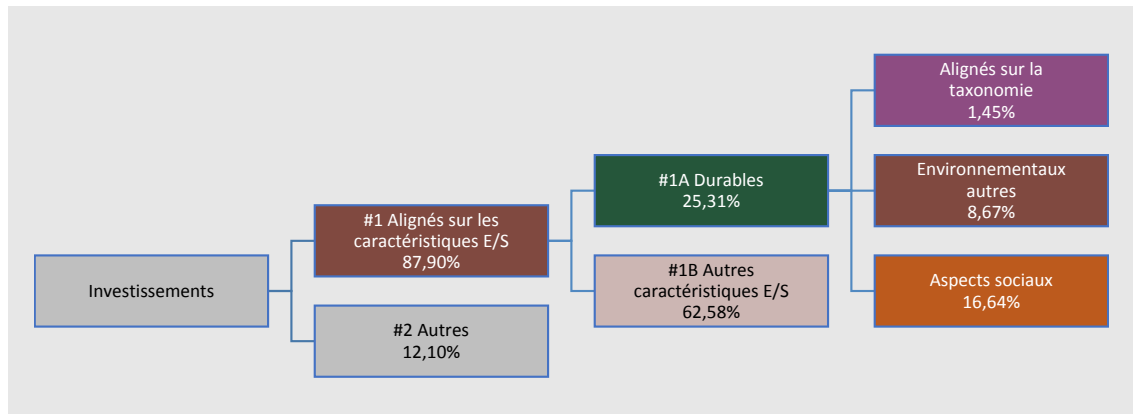 Investissements
#1 Alignés sur les
caractéristiques E/S
87,90%
#2 Autres
12,10%
#1A Durables
25,31%
#1B Autres
caractéristiques E/S
62,58%
Alignés sur la
taxonomie
1,45%
Environnementaux
autres
8,67%
Aspects sociaux
16,64%